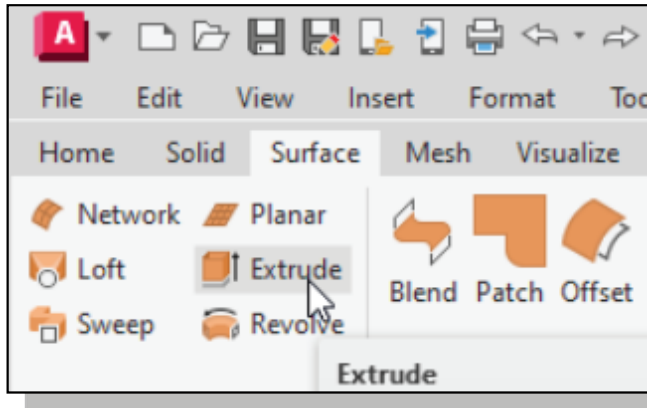 A
File Edit View Insert Format
Home Solid Surface Mesh Visualize
Network Planar
Loft Extrude
Sweep Revolve
Blend Patch Offset
Extrude